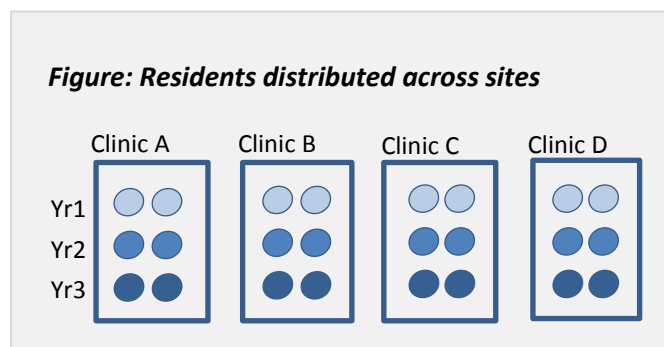 Figure: Residents distributed across sites
Clinic A Clinic B Clinic C Clinic D
Yr1
Yr2
Yr3